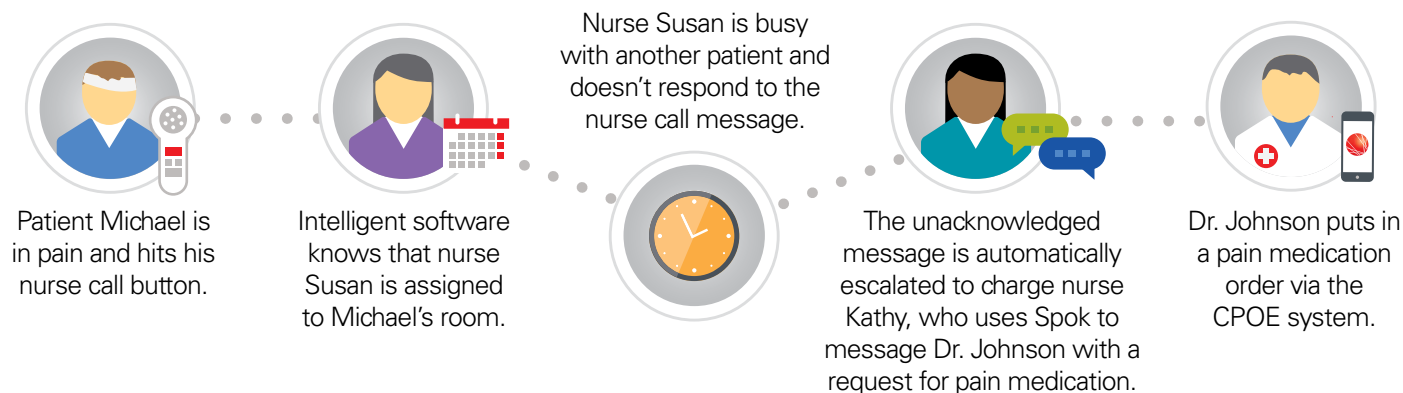 Patient Michael is
in pain and hits his
nurse call button.
Intelligent software
knows that nurse
Susan is assigned
to Michael’s room.
Nurse Susan is busy
with another patient and
doesn’t respond to the
nurse call message.
The unacknowledged
message is automatically
escalated to charge nurse
Kathy, who uses Spok to
message Dr. Johnson with a
request for pain medication.
Dr. Johnson puts in
a pain medication
order via the
CPOE system.